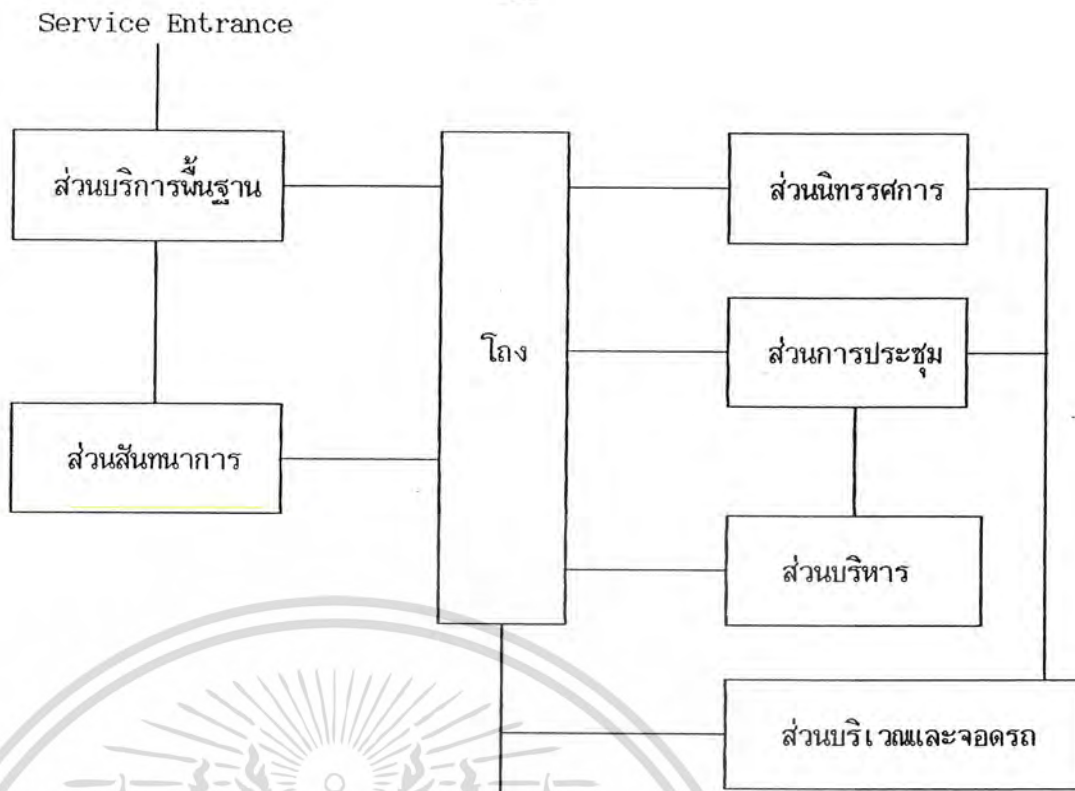 Service Entrance
ส่วนบริการพื้นฐาน
ส่วนนิทรรศการ
โถง
ส่วนการประชุม
ส่วนสันทนาการ
ส่วนบริหาร
ส่วนบริเวณและจอดรถ